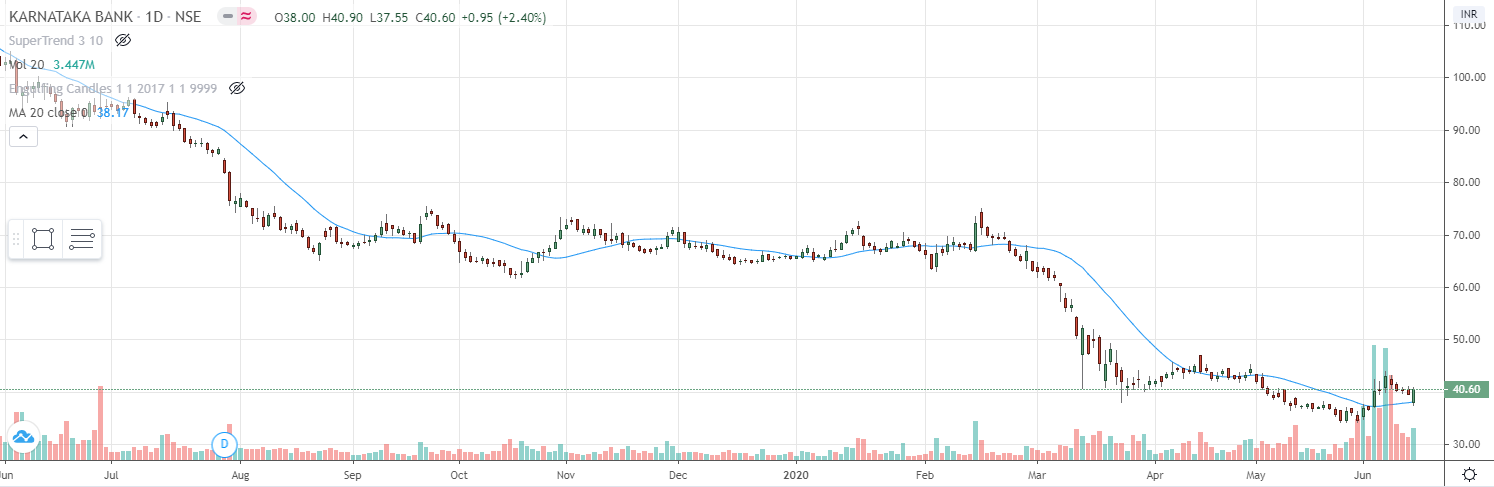 KARNATAKA BANK · 1D · NSE O38.00 H40.90 L37.55 C40.60 +0.95 (+2.40%)
INR
110.00
SuperTrend 3 10
Vol 20 3.447M
100.00
Engulfing Candles 1 1 2017 1 1 9999
MA 20 close 0 38.17
90.00
80.00
70.00
60.00
50.00
40.60
30.00
D
Jun Jul Aug Sep Oct Nov Dec 2020 Feb Mar Apr May Jun